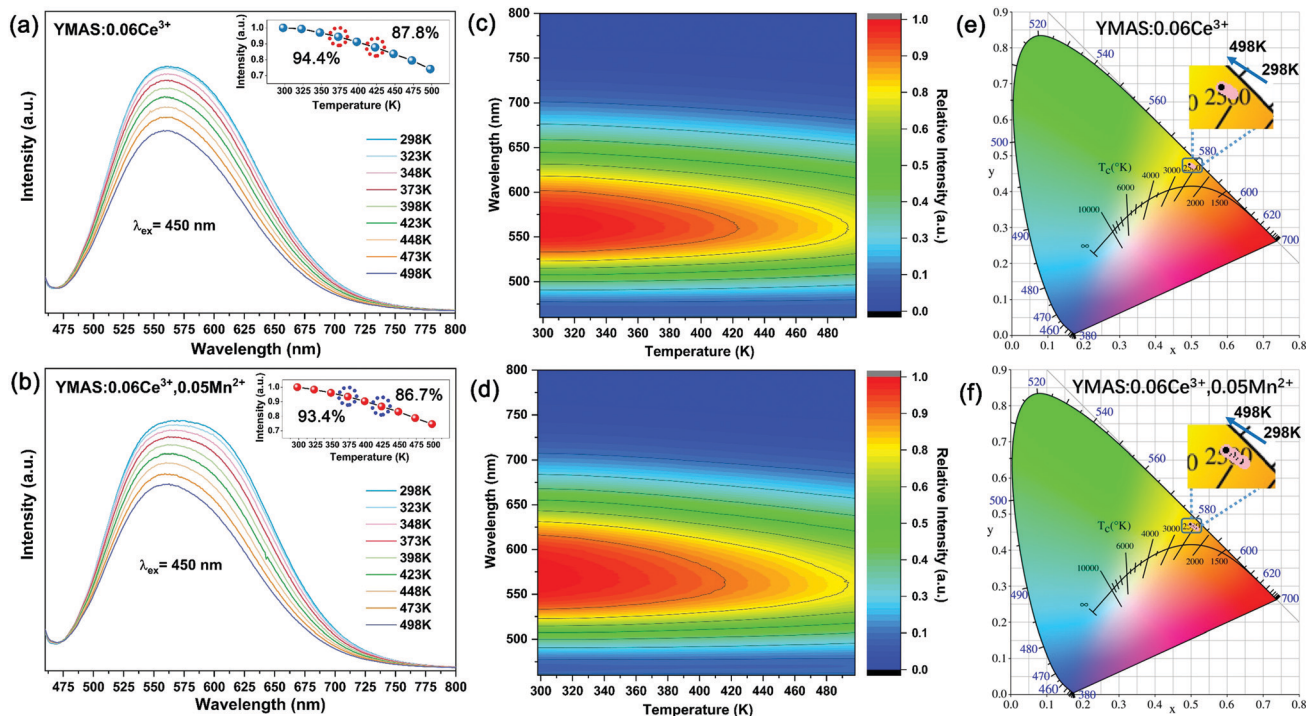 (a)
YMAS:0.06Ce³⁺
Intensity (a.u.)
1.0
0.9
0.8
0.7
94.4%
87.8%
300 325 350 375 400 425 450 475 500
Temperature (K)
Intensity (a.u.)
λex= 450 nm
298K
323K
348K
373K
398K
423K
448K
473K
498K
475 500 525 550 575 600 625 650 675 700 725 750 775 800
Wavelength (nm)
(c)
Wavelength (nm)
800
750
700
650
600
550
500
300 320 340 360 380 400 420 440 460 480
Temperature (K)
1.0
0.9
0.8
0.7
0.6
0.5
0.4
0.3
0.2
0.1
0.0
Relative Intensity (a.u.)
(e)
YMAS:0.06Ce³⁺
498K
298K
0 2500
0.9
0.8
0.7
0.6
0.5
y
0.4
0.3
0.2
0.1
0.0
520
540
560
580
600
620
700
500
490
480
470
460
380
Tc(°K)
10000
6000
4000
3000
2500
2000
1500
∞
0.0 0.1 0.2 0.3 0.4 0.5 0.6 0.7 0.8
x
(b)
YMAS:0.06Ce³⁺,0.05Mn²⁺
Intensity (a.u.)
1.0
0.9
0.8
0.7
93.4%
86.7%
300 325 350 375 400 425 450 475 500
Temperature (K)
Intensity (a.u.)
λex= 450 nm
298K
323K
348K
373K
398K
423K
448K
473K
498K
475 500 525 550 575 600 625 650 675 700 725 750 775 800
Wavelength (nm)
(d)
Wavelength (nm)
800
750
700
650
600
550
500
300 320 340 360 380 400 420 440 460 480
Temperature (K)
1.0
0.9
0.8
0.7
0.6
0.5
0.4
0.3
0.2
0.1
0.0
Relative Intensity (a.u.)
(f)
YMAS:0.06Ce³⁺,0.05Mn²⁺
498K
298K
0.9
0.8
0.7
0.6
0.5
y
0.4
0.3
0.2
0.1
0.0
520
540
560
580
600
620
700
500
490
480
470
460
380
Tc(°K)
10000
6000
4000
3000
2000
1500
∞
0.0 0.1 0.2 0.3 0.4 0.5 0.6 0.7 0.8
x